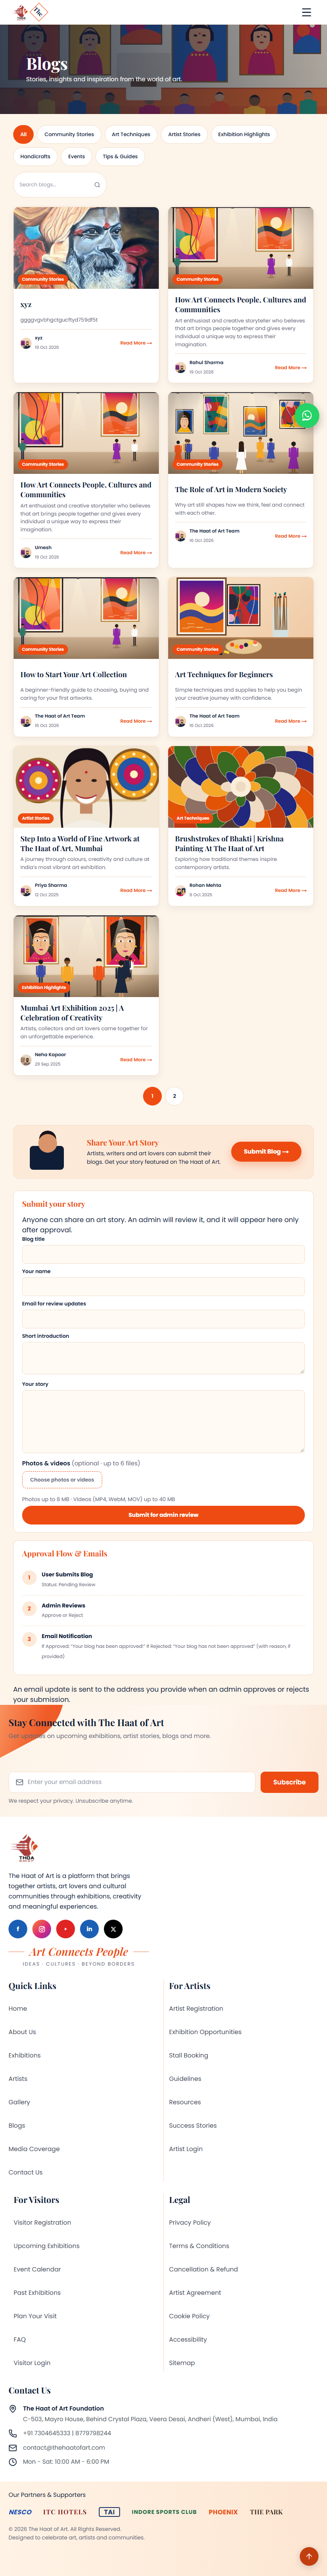 Blogs
Stories, insights and inspiration from the world of art.
All
Community Stories
Art Techniques
Artist Stories
Exhibition Highlights
Handicrafts
Events
Tips & Guides
Search blogs...
Community Stories
xyz
ggggvgvbhgctgucftyd759df5t
xyz
16 Oct 2026
Read More →
Community Stories
How Art Connects People, Cultures and
Communities
Art enthusiast and creative storyteller who believes
that art brings people together and gives every
individual a unique way to express their
imagination.
Rahul Sharma
16 Oct 2026
Read More →
Community Stories
How Art Connects People, Cultures and
Communities
Art enthusiast and creative storyteller who believes
that art brings people together and gives every
individual a unique way to express their
imagination.
Umesh
16 Oct 2026
Read More →
Community Stories
The Role of Art in Modern Society
Why art still shapes how we think, feel and connect
with each other.
The Haat of Art Team
16 Oct 2026
Read More →
Community Stories
How to Start Your Art Collection
A beginner-friendly guide to choosing, buying and
caring for your first artworks.
The Haat of Art Team
16 Oct 2026
Read More →
Community Stories
Art Techniques for Beginners
Simple techniques and supplies to help you begin
your creative journey with confidence.
The Haat of Art Team
16 Oct 2026
Read More →
Artist Stories
Step Into a World of Fine Artwork at
The Haat of Art, Mumbai
A journey through colours, creativity and culture at
India's most vibrant art exhibition.
Priya Sharma
12 Oct 2025
Read More →
Art Techniques
Brushstrokes of Bhakti | Krishna
Painting At The Haat of Art
Exploring how traditional themes inspire
contemporary artists.
Rohan Mehta
8 Oct 2025
Read More →
Exhibition Highlights
Mumbai Art Exhibition 2025 | A
Celebration of Creativity
Artists, collectors and art lovers come together for
an unforgettable experience.
Neha Kapoor
29 Sep 2025
Read More →
1
2
Share Your Art Story
Artists, writers and art lovers can submit their
blogs. Get your story featured on The Haat of Art.
Submit Blog →
Submit your story
Anyone can share an art story. An admin will review it, and it will appear here only
after approval.
Blog title
Your name
Email for review updates
Short introduction
Your story
Photos & videos (optional · up to 6 files)
Choose photos or videos
Photos up to 8 MB · Videos (MP4, WebM, MOV) up to 40 MB
Submit for admin review
Approval Flow & Emails
1
User Submits Blog
Status: Pending Review
2
Admin Reviews
Approve or Reject
3
Email Notification
If Approved: "Your blog has been approved!" If Rejected: "Your blog has not been approved" (with reason, if
provided)
An email update is sent to the address you provide when an admin approves or rejects
your submission.
Stay Connected with The Haat of Art
Get updates on upcoming exhibitions, artist stories, blogs and more.
Enter your email address
Subscribe
We respect your privacy. Unsubscribe anytime.
THOA
The Haat of Art is a platform that brings
together artists, art lovers and cultural
communities through exhibitions, creativity
and meaningful experiences.
Art Connects People
IDEAS · CULTURES · BEYOND BORDERS
Quick Links
Home
About Us
Exhibitions
Artists
Gallery
Blogs
Media Coverage
Contact Us
For Artists
Artist Registration
Exhibition Opportunities
Stall Booking
Guidelines
Resources
Success Stories
Artist Login
For Visitors
Visitor Registration
Upcoming Exhibitions
Event Calendar
Past Exhibitions
Plan Your Visit
FAQ
Visitor Login
Legal
Privacy Policy
Terms & Conditions
Cancellation & Refund
Artist Agreement
Cookie Policy
Accessibility
Sitemap
Contact Us
The Haat of Art Foundation
C-503, Mayro House, Behind Crystal Plaza, Veera Desai, Andheri (West), Mumbai, India
+91 7304645333 | 8779798244
contact@thehaatofart.com
Mon - Sat: 10:00 AM - 6:00 PM
Our Partners & Supporters
NESCO
ITC HOTELS
TAJ
INDORE SPORTS CLUB
PHOENIX
THE PARK
© 2026 The Haat of Art. All Rights Reserved.
Designed to celebrate art, artists and communities.